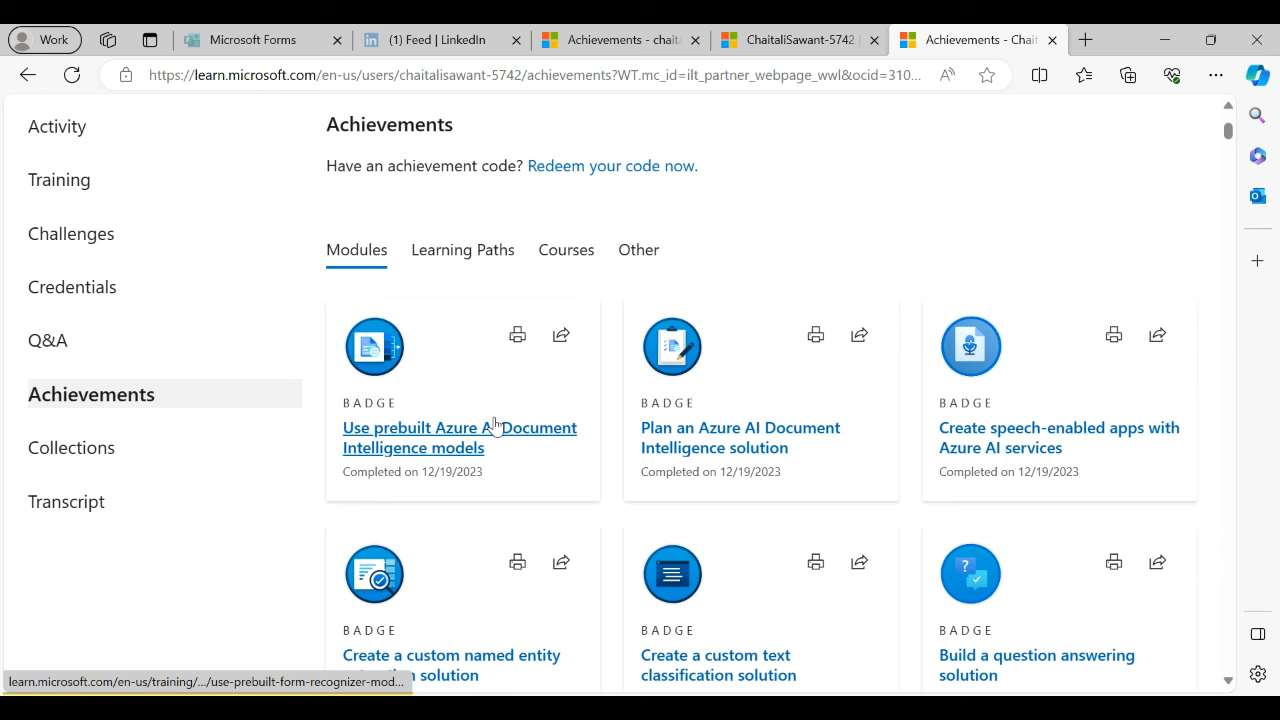 Work
Microsoft Forms
(1) Feed | LinkedIn
Achievements - chait
ChaitaliSawant-5742 |
Achievements - Chait
https://learn.microsoft.com/en-us/users/chaitalisawant-5742/achievements?WT.mc_id=ilt_partner_webpage_wwl&ocid=310...
Activity
Training
Challenges
Credentials
Q&A
Achievements
Collections
Transcript
Achievements
Have an achievement code? Redeem your code now.
Modules Learning Paths Courses Other
BADGE
Use prebuilt Azure AI Document
Intelligence models
Completed on 12/19/2023
BADGE
Plan an Azure AI Document
Intelligence solution
Completed on 12/19/2023
BADGE
Create speech-enabled apps with
Azure AI services
Completed on 12/19/2023
BADGE
Create a custom named entity
solution
BADGE
Create a custom text
classification solution
BADGE
Build a question answering
solution
learn.microsoft.com/en-us/training/.../use-prebuilt-form-recognizer-mod...